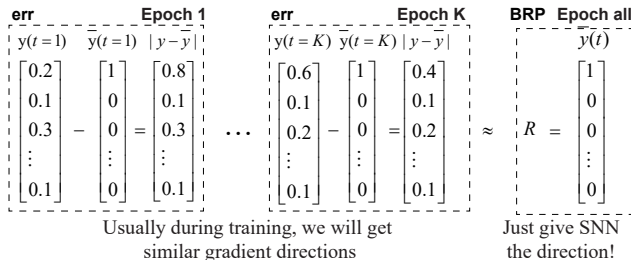 err Epoch 1 err Epoch K BRP Epoch all
y(t=1) y̅(t=1) |y−y̅| y(t=K) y̅(t=K) |y−y̅| y̅(t)
0.2 1 0.8 0.6 1 0.4 1
0.1 0 0.1 0.1 0 0.1 0
0.3 − 0 = 0.3 ... 0.2 − 0 = 0.2 ≈ R = 0
⋮ ⋮ ⋮ ⋮ ⋮ ⋮ ⋮
0.1 0 0.1 0.1 0 0.1 0
Usually during training, we will get Just give SNN
similar gradient directions the direction!